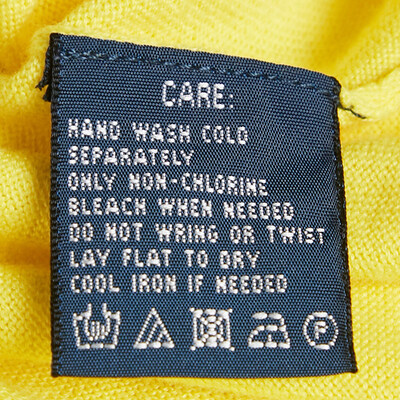 CARE:
HAND WASH COLD
SEPARATELY
ONLY NON-CHLORINE
BLEACH WHEN NEEDED
DO NOT WRING OR TWIST
LAY FLAT TO DRY
COOL IRON IF NEEDED
P